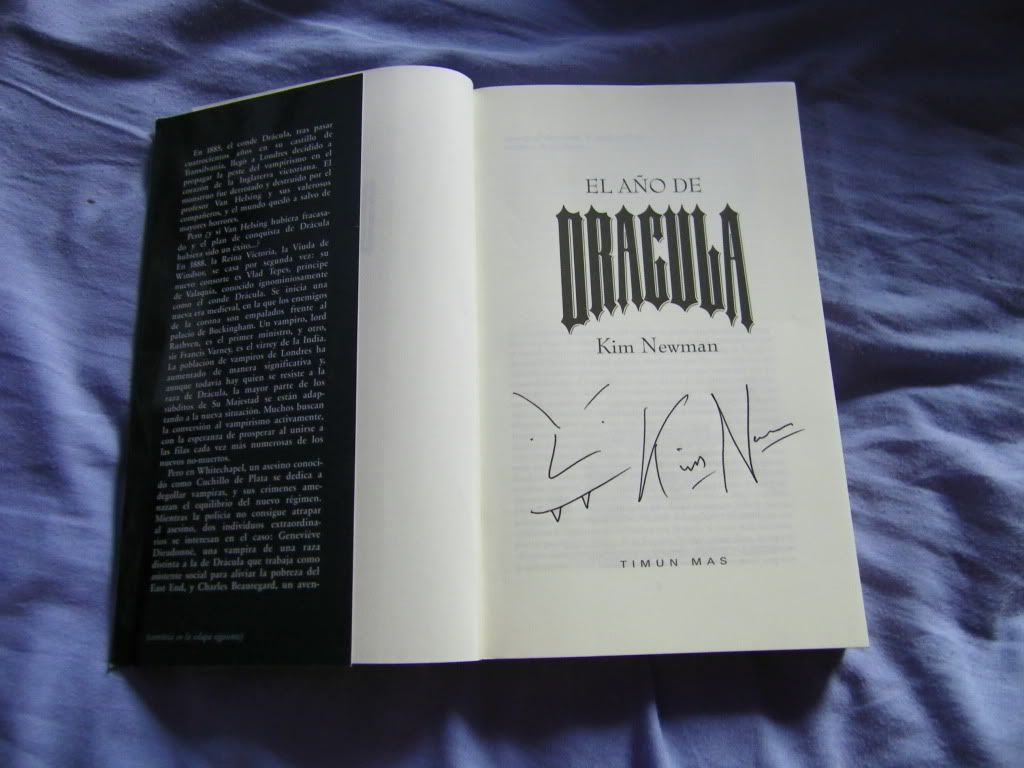 En 1885, el conde Drácula, tras pasar
cuatrocientos años en su castillo de
Transilvania, llegó a Londres decidido a
propagar la peste del vampirismo en el
corazón de la Inglaterra victoriana. El
monstruo fue derrotado y destruido por el
profesor Van Helsing y sus valerosos
compañeros, y el mundo quedó a salvo de
mayores horrores.
Pero ¿y si Van Helsing hubiera fracasa-
do y el plan de conquista de Drácula
hubiera sido un éxito...?
En 1888, la Reina Victoria, la Viuda de
Windsor, se casa por segunda vez: su
nuevo consorte es Vlad Tepes, príncipe
de Valaquia, conocido ignominiosamente
como el conde Drácula. Se inicia una
nueva era medieval, en la que los enemigos
de la corona son empalados frente al
palacio de Buckingham. Un vampiro, lord
Ruthven, es el primer ministro, y otro,
sir Francis Varney, es el virrey de la India.
La población de vampiros de Londres ha
aumentado de manera significativa y,
aunque todavía hay quien se resiste a la
raza de Drácula, la mayor parte de los
súbditos de Su Majestad se están adap-
tando a la nueva situación. Muchos buscan
la conversión al vampirismo activamente,
con la esperanza de prosperar al unirse a
las filas cada vez más numerosas de los
nuevos no-muertos.
Pero en Whitechapel, un asesino conoci-
do como Cuchillo de Plata se dedica a
degollar vampiras, y sus crímenes ame-
nazan el equilibrio del nuevo régimen.
Mientras la policía no consigue atrapar
al asesino, dos individuos extraordina-
rios se interesan en el caso: Geneviève
Dieudonné, una vampira de una raza
distinta a la de Drácula que trabaja como
asistente social para aliviar la pobreza del
East End, y Charles Beauregard, un aven-
(continúa en la solapa siguiente)
EL AÑO DE
DRACULA
Kim Newman
Kim Newman
TIMUN MAS